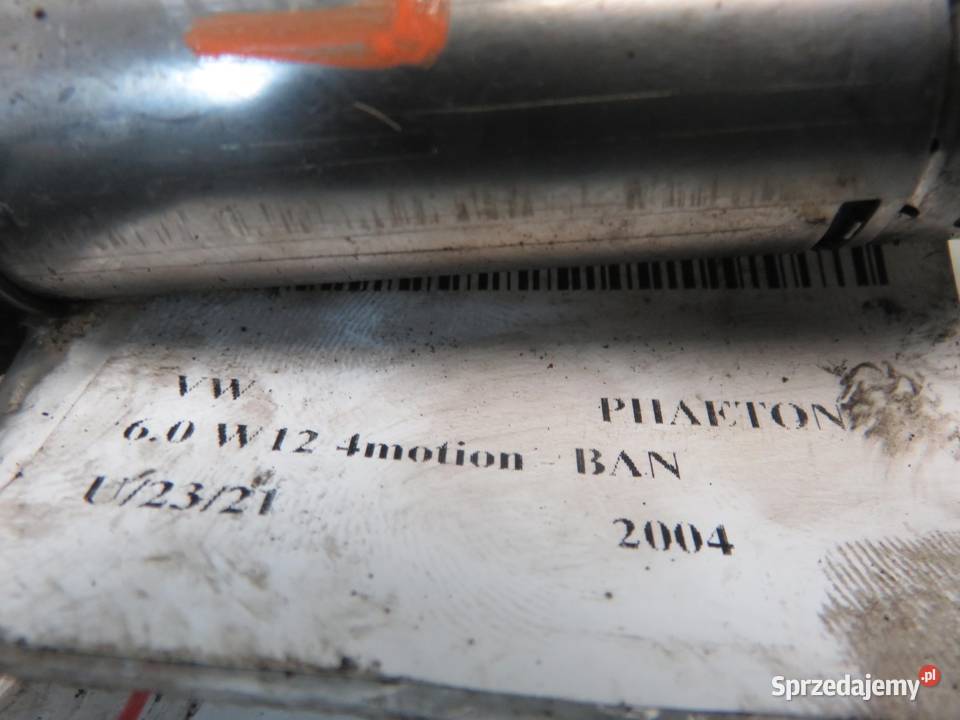 VW PHAETON
6.0 W12 4motion - BAN
U/23/21 2004
Sprzedajemy.pl